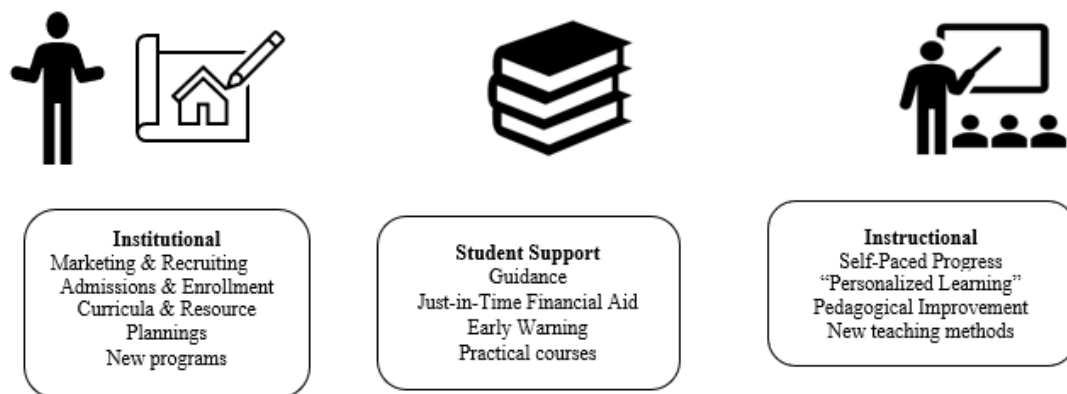 Institutional
Marketing & Recruiting
Admissions & Enrollment
Curricula & Resource
Plannings
New programs
Student Support
Guidance
Just-in-Time Financial Aid
Early Warning
Practical courses
Instructional
Self-Paced Progress
“Personalized Learning”
Pedagogical Improvement
New teaching methods